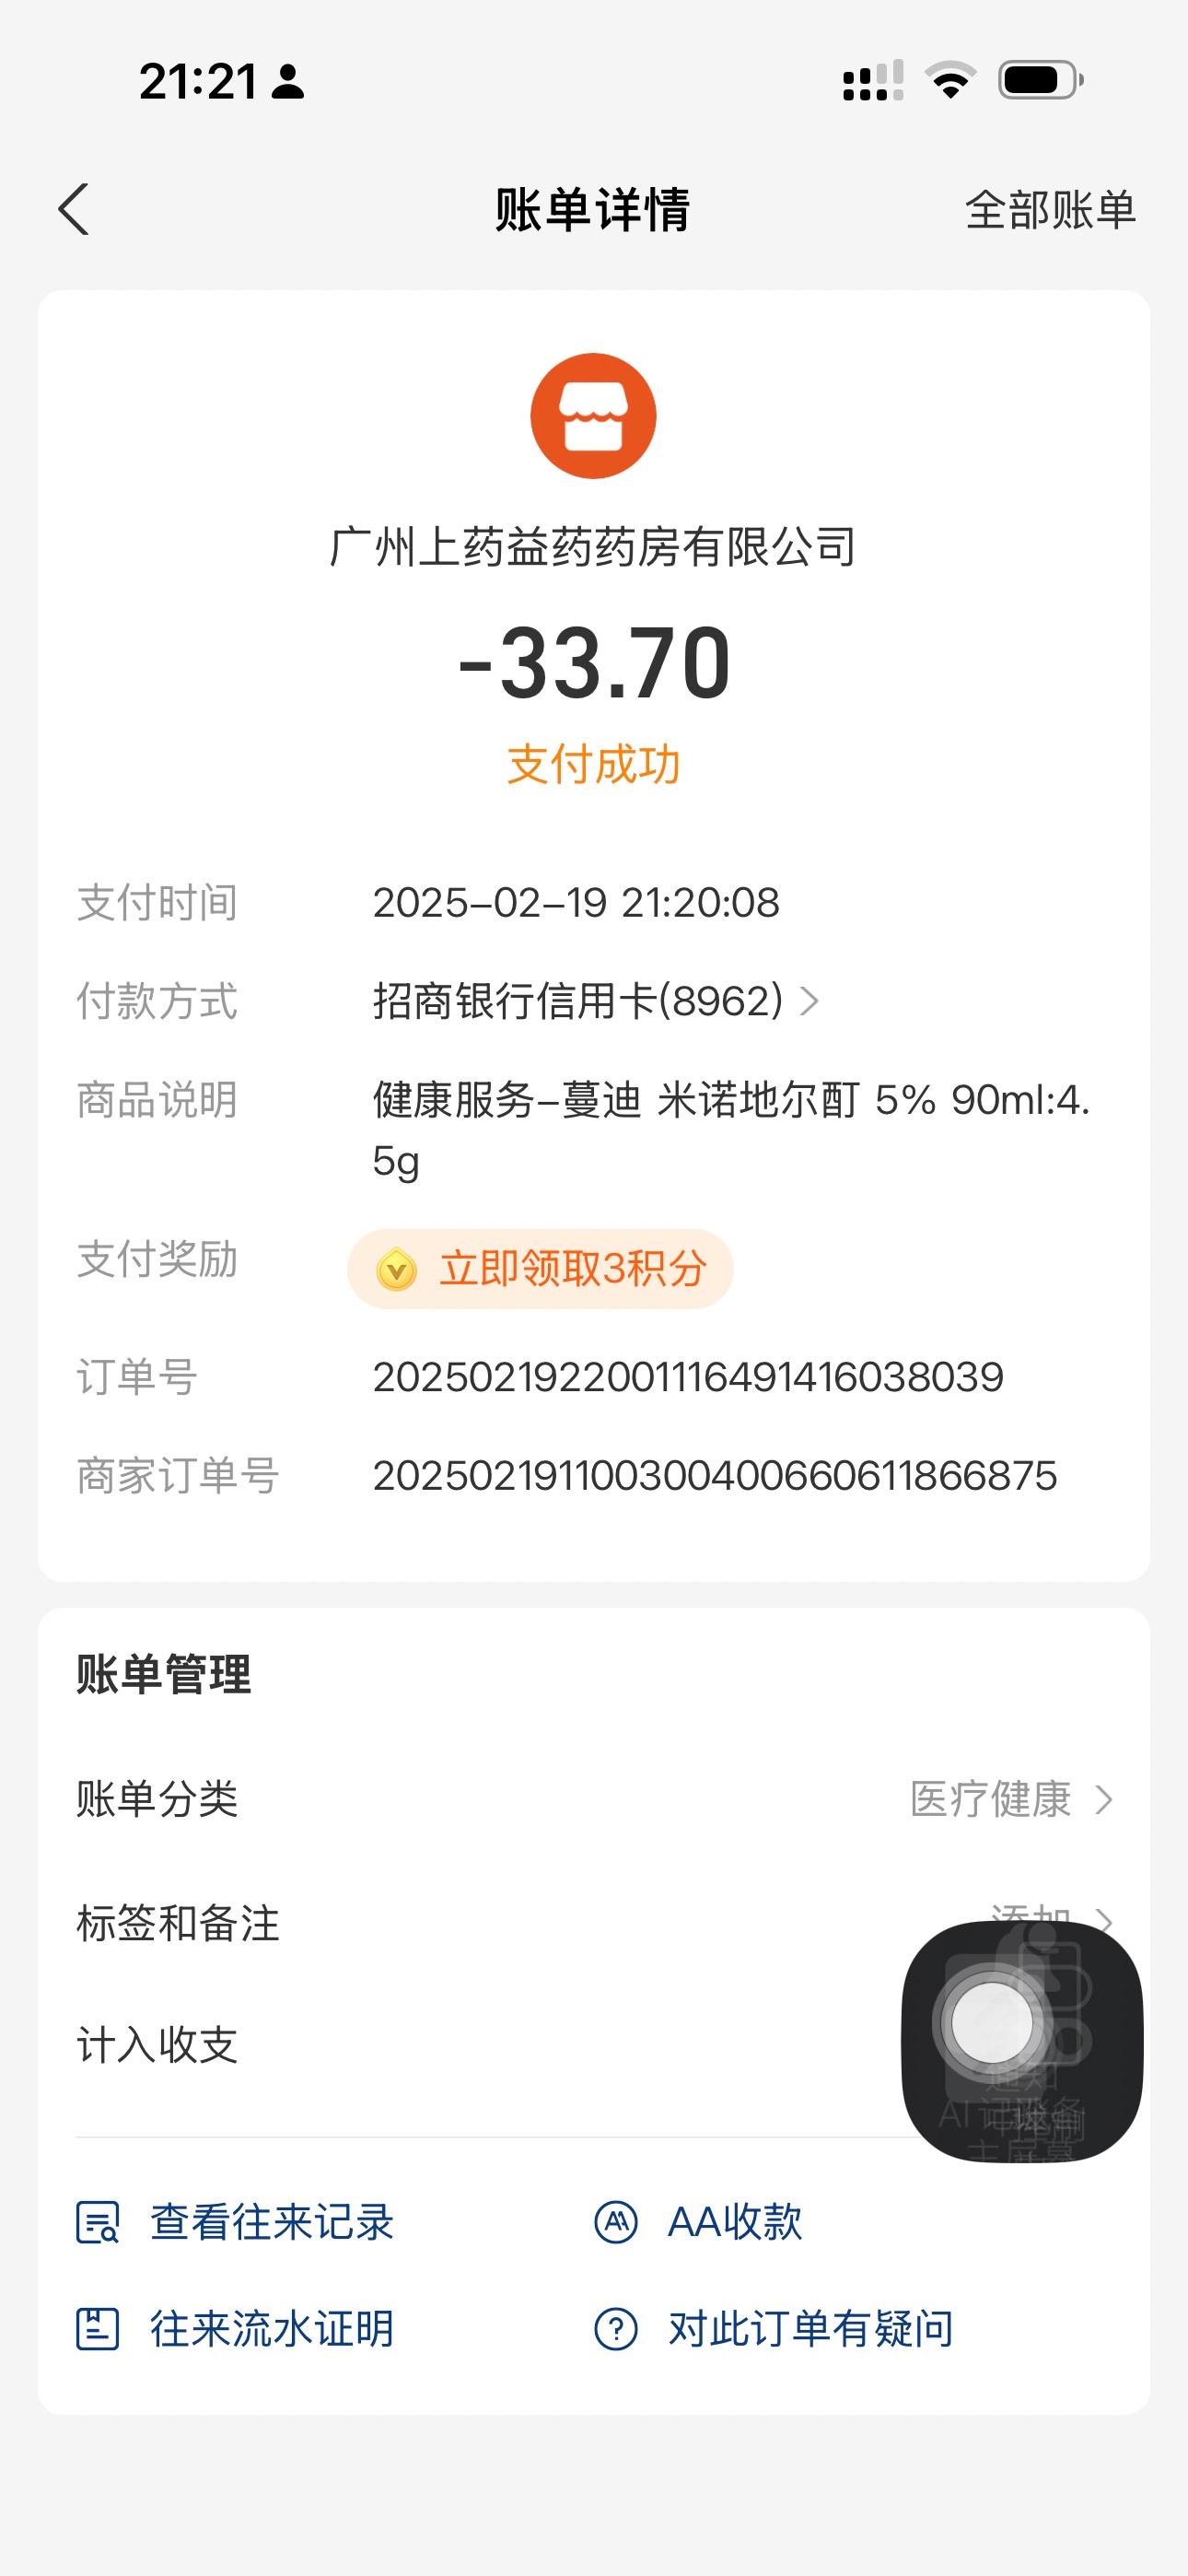 21:21
账单详情
全部账单
广州上药益药药房有限公司
-33.70
支付成功
支付时间 2025-02-19 21:20:08
付款方式 招商银行信用卡(8962)
商品说明 健康服务-蔓迪 米诺地尔酊 5% 90ml:4.
5g
支付奖励 立即领取3积分
订单号 2025021922001116491416038039
商家订单号 2025021911003004006606118668​75
账单管理
账单分类 医疗健康
标签和备注 添加
计入收支
通知
查看往来记录 AA收款
往来流水证明 对此订单有疑问